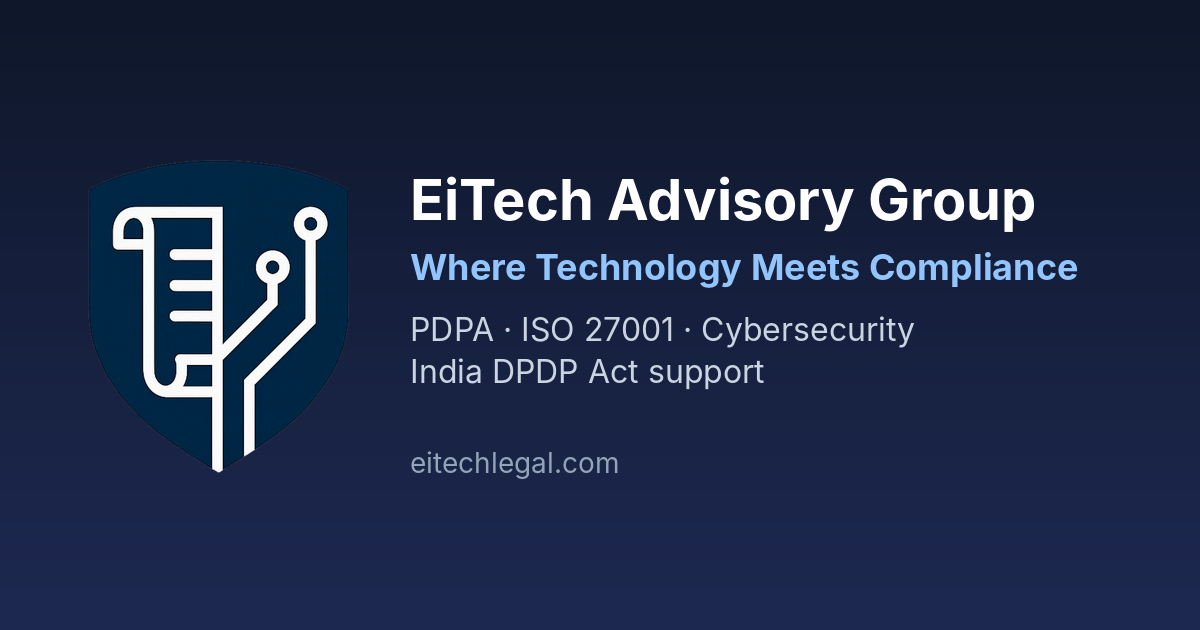 EiTech Advisory Group
Where Technology Meets Compliance
PDPA · ISO 27001 · Cybersecurity
India DPDP Act support
eitechlegal.com